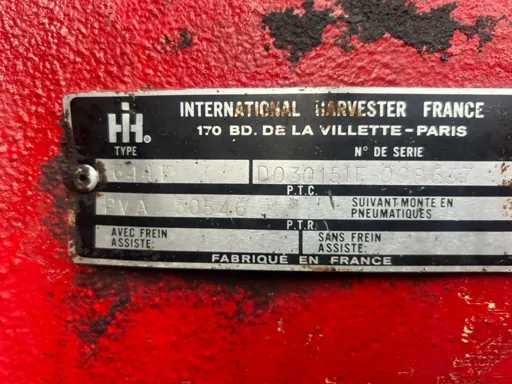 INTERNATIONAL HARVESTER FRANCE
IH®
170 BD. DE LA VILLETTE - PARIS
TYPE N° DE SERIE
P.T.C.
SUIVANT MONTE EN
PNEUMATIQUES
P.T.R.
AVEC FREIN
ASSISTE:
SANS FREIN
ASSISTE:
FABRIQUÉ EN FRANCE